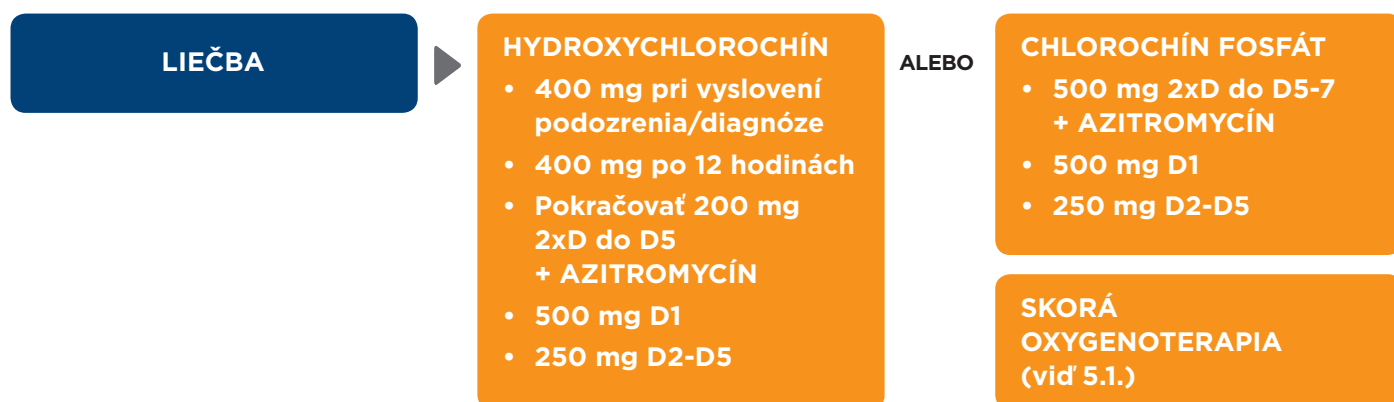 LIEČBA
HYDROXYCHLOROCHÍN
• 400 mg pri vyslovení
podozrenia/diagnóze
• 400 mg po 12 hodinách
• Pokračovať 200 mg
2xD do D5
+ AZITROMYCÍN
• 500 mg D1
• 250 mg D2-D5
ALEBO
CHLOROCHÍN FOSFÁT
• 500 mg 2xD do D5-7
+ AZITROMYCÍN
• 500 mg D1
• 250 mg D2-D5
SKORÁ
OXYGENOTERAPIA
(viď 5.1.)